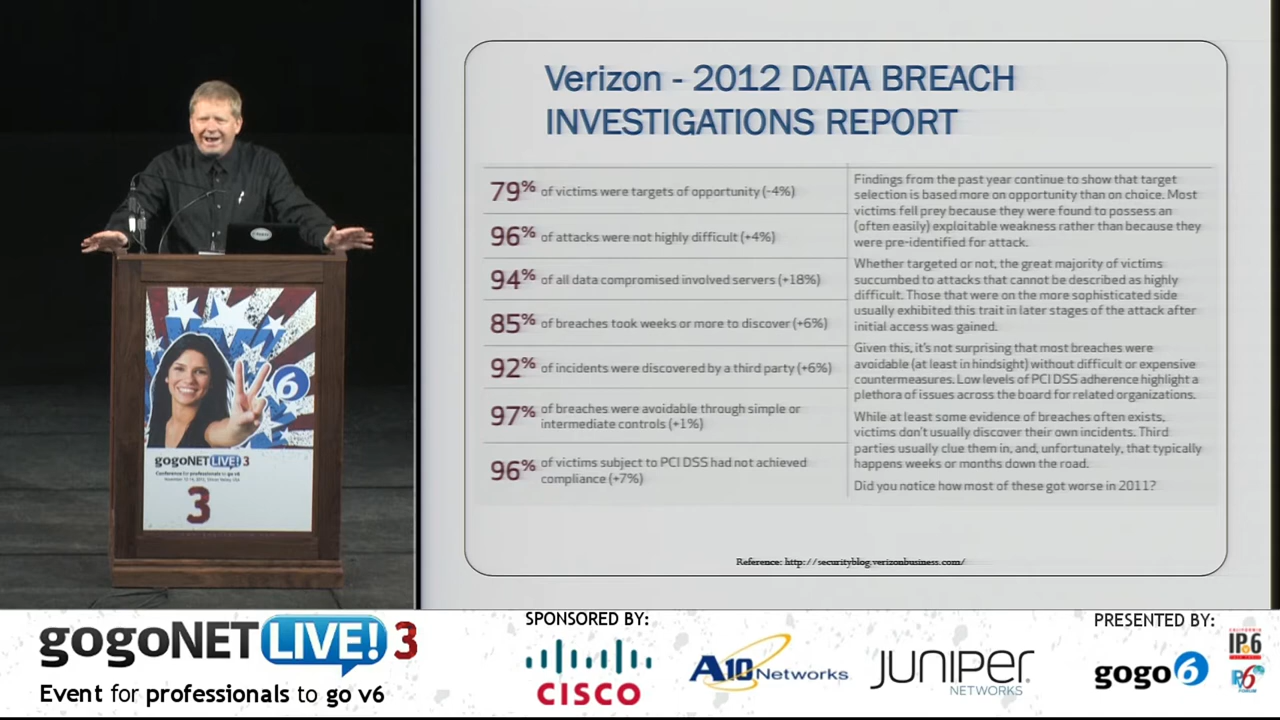 Verizon - 2012 DATA BREACH
INVESTIGATIONS REPORT
79% of victims were targets of opportunity (-4%)
96% of attacks were not highly difficult (+4%)
94% of all data compromised involved servers (+18%)
85% of breaches took weeks or more to discover (+6%)
92% of incidents were discovered by a third party (+6%)
97% of breaches were avoidable through simple or
intermediate controls (+1%)
96% of victims subject to PCI DSS had not achieved
compliance (+7%)
Findings from the past year continue to show that target
selection is based more on opportunity than on choice. Most
victims fell prey because they were found to possess an
(often easily) exploitable weakness rather than because they
were pre-identified for attack.
Whether targeted or not, the great majority of victims
succumbed to attacks that cannot be described as highly
difficult. Those that were on the more sophisticated side
usually exhibited this trait in later stages of the attack after
initial access was gained.
Given this, it's not surprising that most breaches were
avoidable (at least in hindsight) without difficult or expensive
countermeasures. Low levels of PCI DSS adherence highlight a
plethora of issues across the board for related organizations.
While at least some evidence of breaches often exists,
victims don't usually discover their own incidents. Third
parties usually clue them in, and, unfortunately, that typically
happens weeks or months down the road.
Did you notice how most of these got worse in 2011?
Reference: http://securityblog.verizonbusiness.com/
6
gogoNET LIVE! 3
Conference for professionals to go v6
3
gogoNET LIVE! 3
Event for professionals to go v6
SPONSORED BY:
CISCO
A10 Networks
JUNIPER
NETWORKS
PRESENTED BY:
gogo6
CALIFORNIA
IPv6